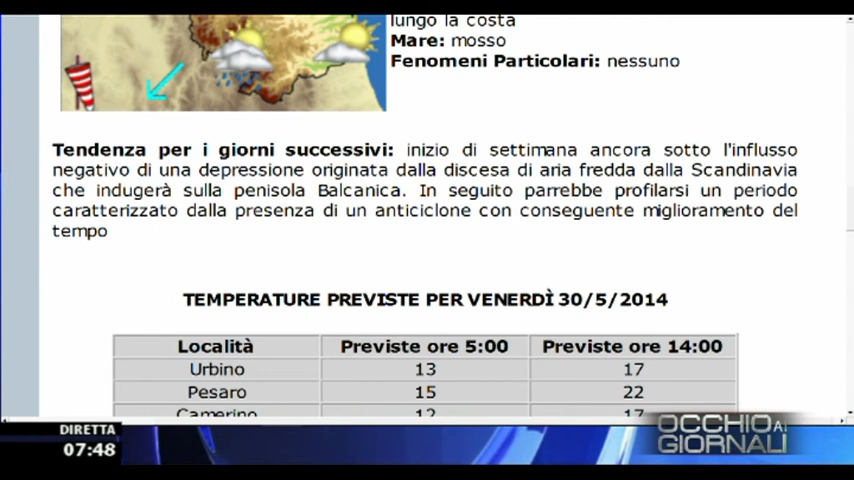 lungo la costa
Mare: mosso
Fenomeni Particolari: nessuno
Tendenza per i giorni successivi: inizio di settimana ancora sotto l'influsso
negativo di una depressione originata dalla discesa di aria fredda dalla Scandinavia
che indugerà sulla penisola Balcanica. In seguito parrebbe profilarsi un periodo
caratterizzato dalla presenza di un anticiclone con conseguente miglioramento del
tempo
TEMPERATURE PREVISTE PER VENERDÌ 30/5/2014
Località Previste ore 5:00 Previste ore 14:00
Urbino 13 17
Pesaro 15 22
Camerino 12 17
DIRETTA
07:48
OCCHIO AI
GIORNALI